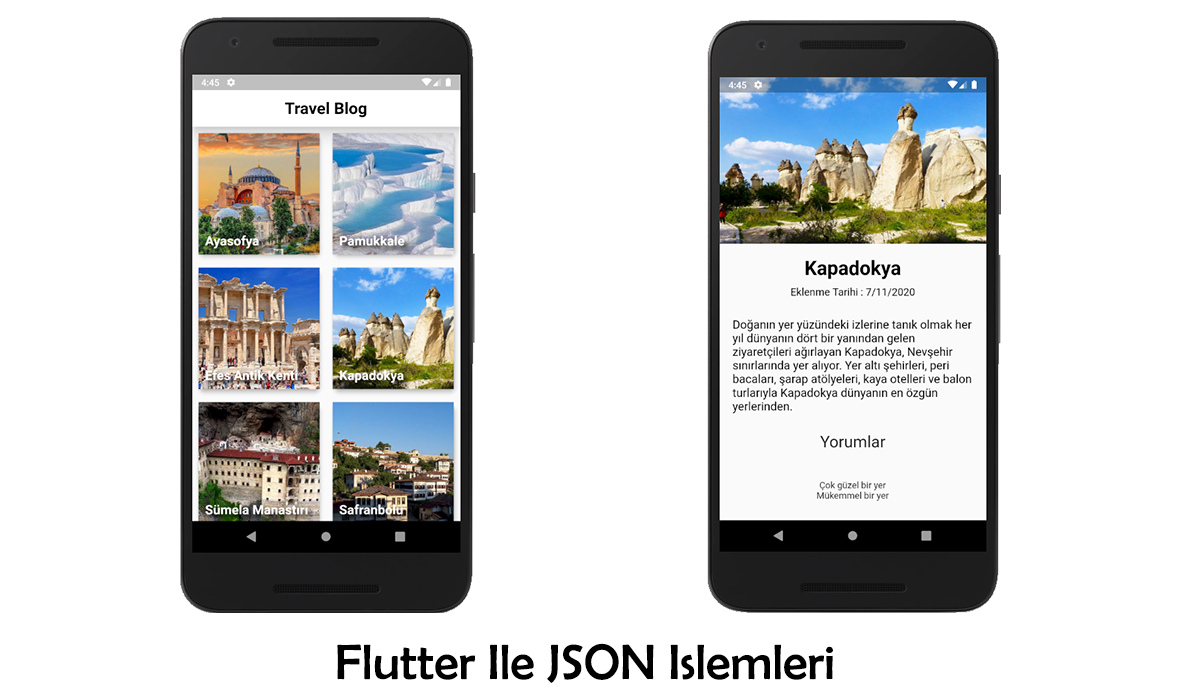 4:45
Travel Blog
Ayasofya
Pamukkale
Efes Antik Kenti
Kapadokya
Sümela Manastırı
Safranbolu
4:45
Kapadokya
Eklenme Tarihi : 7/11/2020
Doğanın yer yüzündeki izlerine tanık olmak her
yıl dünyanın dört bir yanından gelen
ziyaretçileri ağırlayan Kapadokya, Nevşehir
sınırlarında yer alıyor. Yer altı şehirleri, peri
bacaları, şarap atölyeleri, kaya otelleri ve balon
turlarıyla Kapadokya dünyanın en özgün
yerlerinden.
Yorumlar
Çok güzel bir yer
Mükemmel bir yer
Flutter Ile JSON Islemleri